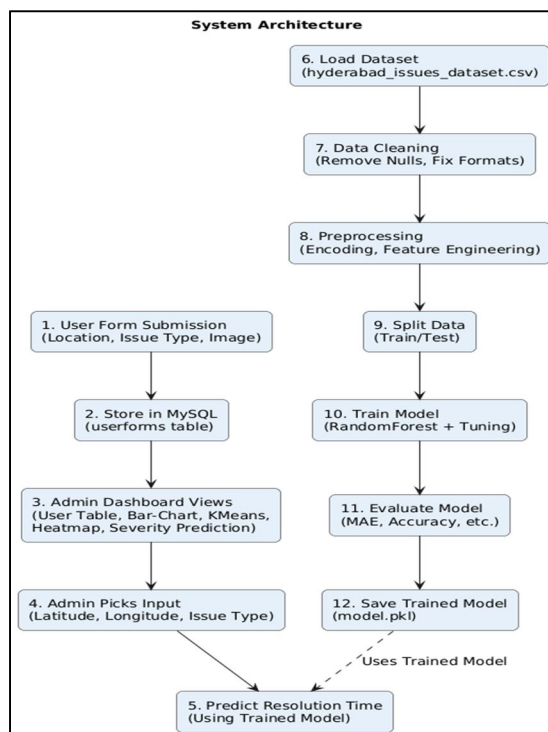 System Architecture
6. Load Dataset
(hyderabad_issues_dataset.csv)
7. Data Cleaning
(Remove Nulls, Fix Formats)
8. Preprocessing
(Encoding, Feature Engineering)
1. User Form Submission
(Location, Issue Type, Image)
9. Split Data
(Train/Test)
2. Store in MySQL
(userforms table)
10. Train Model
(RandomForest + Tuning)
3. Admin Dashboard Views
(User Table, Bar-Chart, KMeans,
Heatmap, Severity Prediction)
11. Evaluate Model
(MAE, Accuracy, etc.)
4. Admin Picks Input
(Latitude, Longitude, Issue Type)
12. Save Trained Model
(model.pkl)
Uses Trained Model
5. Predict Resolution Time
(Using Trained Model)